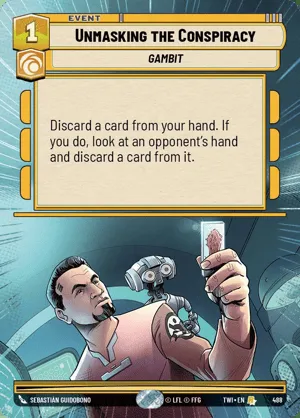 EVENT
1
UNMASKING THE CONSPIRACY
GAMBIT
Discard a card from your hand. If
you do, look at an opponent's hand
and discard a card from it.
SEBASTIÁN GUIDOBONO
© LFL © FFG
TWI • EN
488